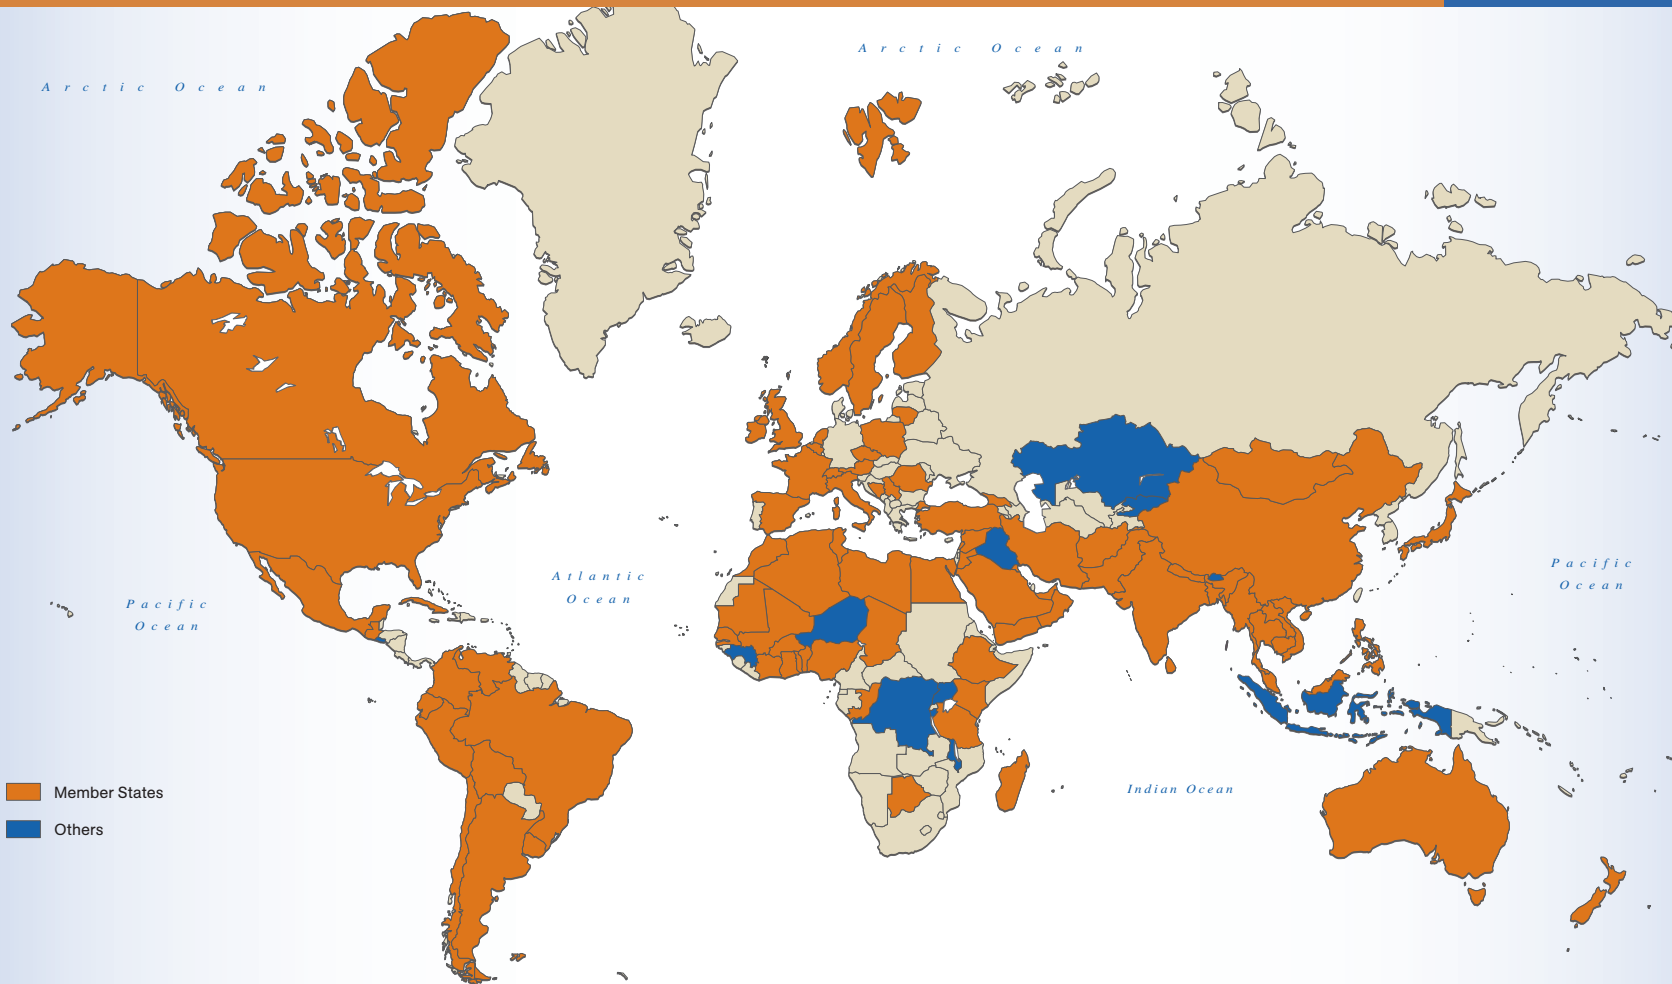 Arctic Ocean
Arctic Ocean
Atlantic
Ocean
Pacific
Ocean
Pacific
Ocean
Indian Ocean
Member States
Others